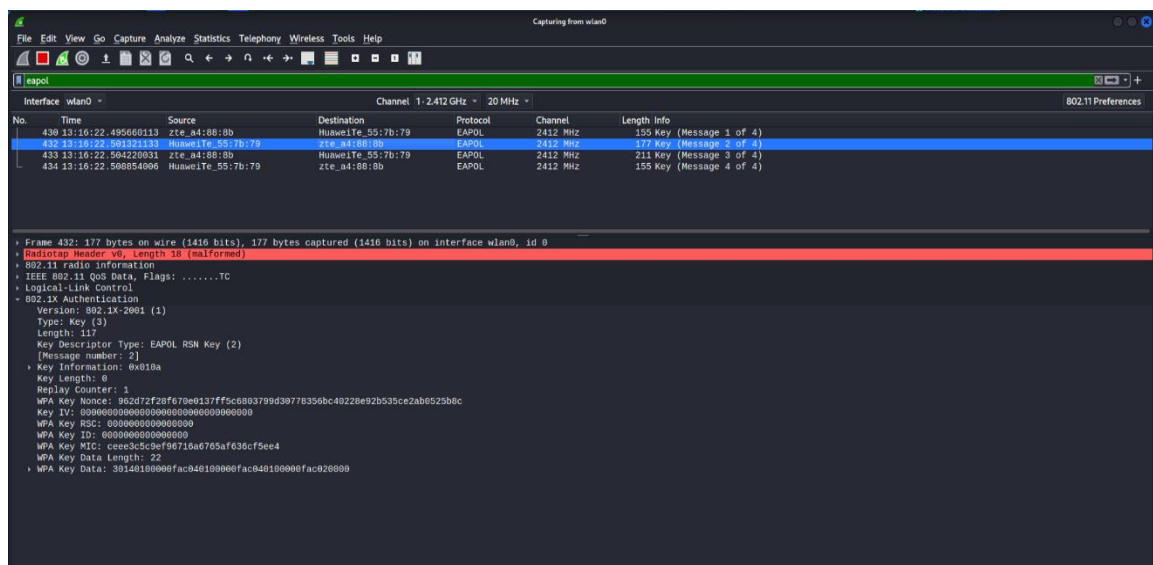 Capturing from wlan0
File Edit View Go Capture Analyze Statistics Telephony Wireless Tools Help
eapol
Interface wlan0 Channel 1 · 2.412 GHz 20 MHz 802.11 Preferences
No. Time Source Destination Protocol Channel Length Info
430 13:16:22.495660113 zte_a4:88:8b HuaweiTe_55:7b:79 EAPOL 2412 MHz 155 Key (Message 1 of 4)
432 13:16:22.501321133 HuaweiTe_55:7b:79 zte_a4:88:8b EAPOL 2412 MHz 177 Key (Message 2 of 4)
433 13:16:22.504220031 zte_a4:88:8b HuaweiTe_55:7b:79 EAPOL 2412 MHz 211 Key (Message 3 of 4)
434 13:16:22.508854006 HuaweiTe_55:7b:79 zte_a4:88:8b EAPOL 2412 MHz 155 Key (Message 4 of 4)
Frame 432: 177 bytes on wire (1416 bits), 177 bytes captured (1416 bits) on interface wlan0, id 0
Radiotap Header v0, Length 18 (malformed)
802.11 radio information
IEEE 802.11 QoS Data, Flags: .......TC
Logical-Link Control
802.1X Authentication
Version: 802.1X-2001 (1)
Type: Key (3)
Length: 117
Key Descriptor Type: EAPOL RSN Key (2)
[Message number: 2]
Key Information: 0x010a
Key Length: 0
Replay Counter: 1
WPA Key Nonce: 962d72f28f670e0137ff5c6803799d30778356bc40228e92b535ce2ab0525b8c
Key IV: 00000000000000000000000000000000
WPA Key RSC: 0000000000000000
WPA Key ID: 0000000000000000
WPA Key MIC: ceee3c5c9ef96716a6765af636cf5ee4
WPA Key Data Length: 22
WPA Key Data: 30140100000fac040100000fac040100000fac020000